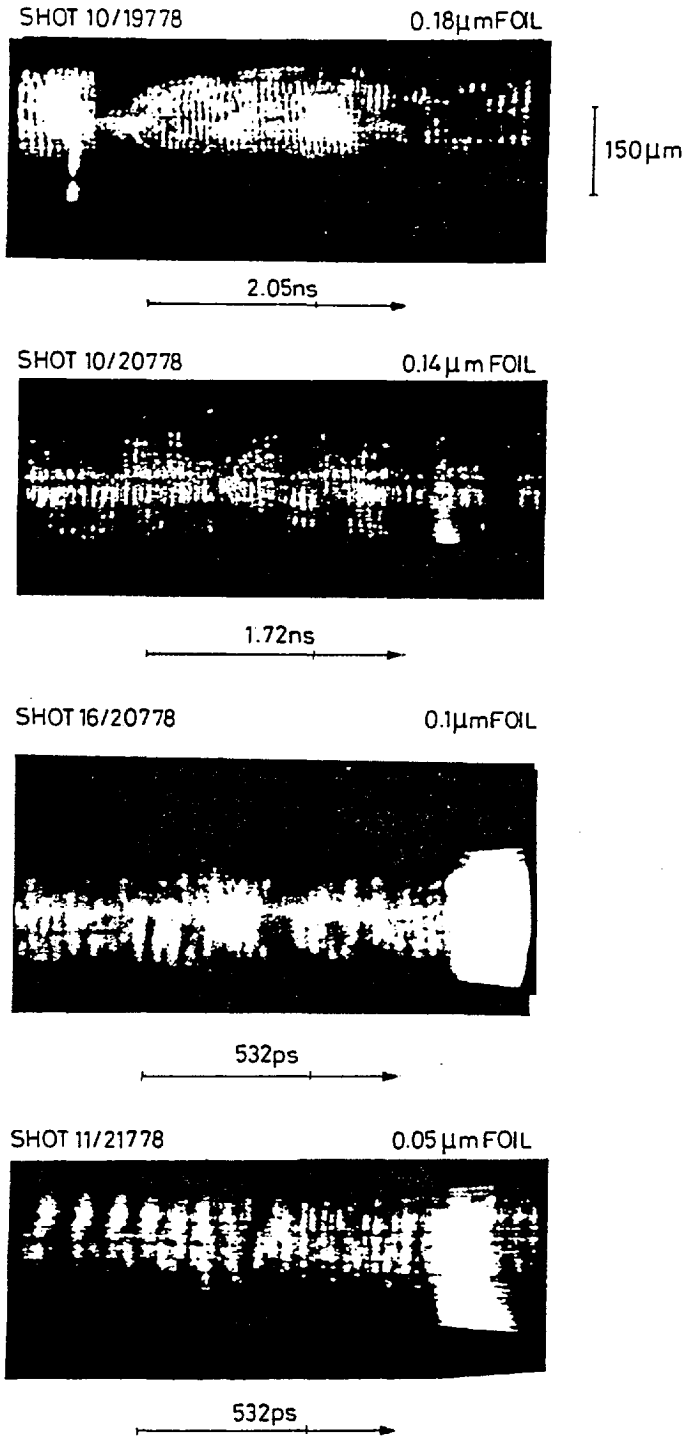 SHOT 10/19778 0.18μm FOIL
150μm
2.05ns
SHOT 10/20778 0.14μm FOIL
1.72ns
SHOT 16/20778 0.1μm FOIL
532ps
SHOT 11/21778 0.05μm FOIL
532ps